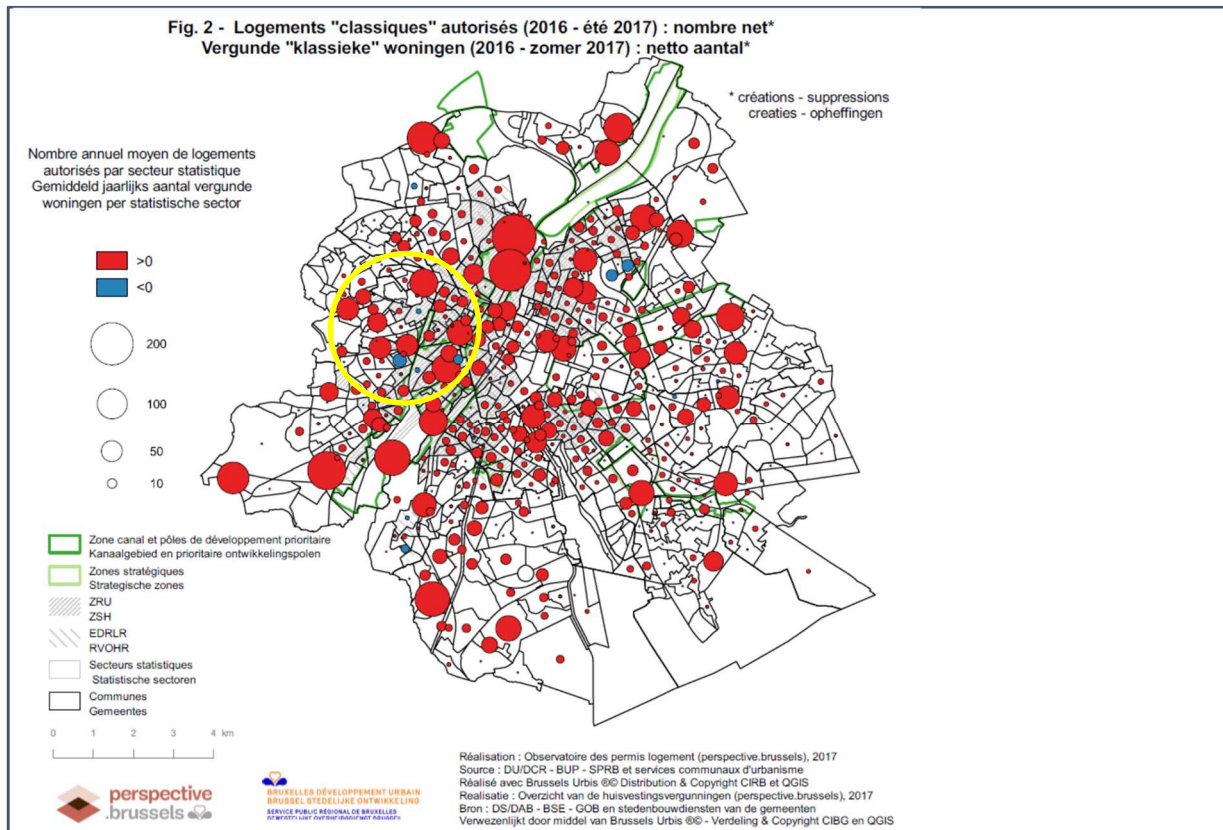 Fig. 2 - Logements "classiques" autorisés (2016 - été 2017) : nombre net*
Vergunde "klassieke" woningen (2016 - zomer 2017) : netto aantal*
* créations - suppressions
creaties - opheffingen
Nombre annuel moyen de logements
autorisés par secteur statistique
Gemiddeld jaarlijks aantal vergunde
woningen per statistische sector
>0
<0
200
100
50
10
Zone canal et pôles de développement prioritaire
Kanaalgebied en prioritaire ontwikkelingspolen
Zones stratégiques
Strategische zones
ZRU
ZSH
EDRLR
RVOHR
Secteurs statistiques
Statistische sectoren
Communes
Gemeentes
0 1 2 3 4 km
perspective
.brussels
BRUXELLES DÉVELOPPEMENT URBAIN
BRUSSEL STEDELIJKE ONTWIKKELING
SERVICE PUBLIC RÉGIONAL DE BRUXELLES
GEWESTELIJKE OVERHEIDSDIENST BRUSSEL
Réalisation : Observatoire des permis logement (perspective.brussels), 2017
Source : DU/DCR - BUP - SPRB et services communaux d'urbanisme
Réalisé avec Brussels Urbis ®© Distribution & Copyright CIRB et QGIS
Realisatie : Overzicht van de huisvestingsvergunningen (perspective.brussels), 2017
Bron : DS/DAB - BSE - GOB en stedenbouwdiensten van de gemeenten
Verwezenlijkt door middel van Brussels Urbis ®© - Verdeling & Copyright CIBG en QGIS